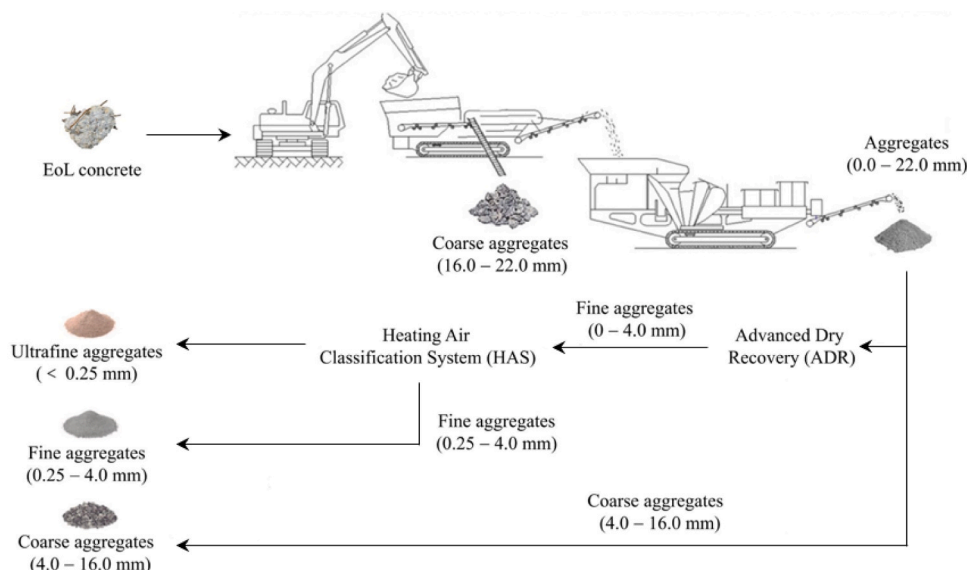 EoL concrete
Aggregates
(0.0 – 22.0 mm)
Coarse aggregates
(16.0 – 22.0 mm)
Fine aggregates
(0 – 4.0 mm)
Ultrafine aggregates
( < 0.25 mm)
Heating Air
Classification System (HAS)
Advanced Dry
Recovery (ADR)
Fine aggregates
(0.25 – 4.0 mm)
Fine aggregates
(0.25 – 4.0 mm)
Coarse aggregates
(4.0 – 16.0 mm)
Coarse aggregates
(4.0 – 16.0 mm)